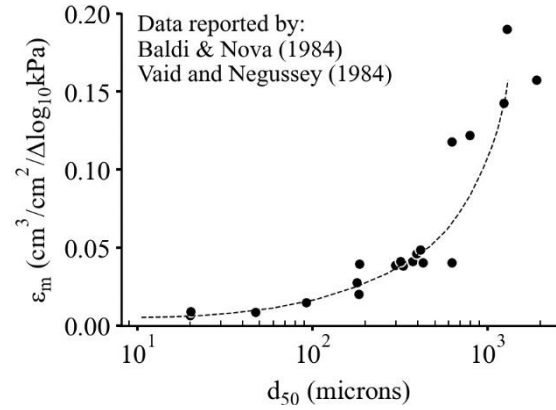 Data reported by:
Baldi & Nova (1984)
Vaid and Negussey (1984)
0.20
0.15
0.10
0.05
0.00
εm (cm³/cm²/Δlog₁₀kPa)
10¹
10²
10³
d₅₀ (microns)